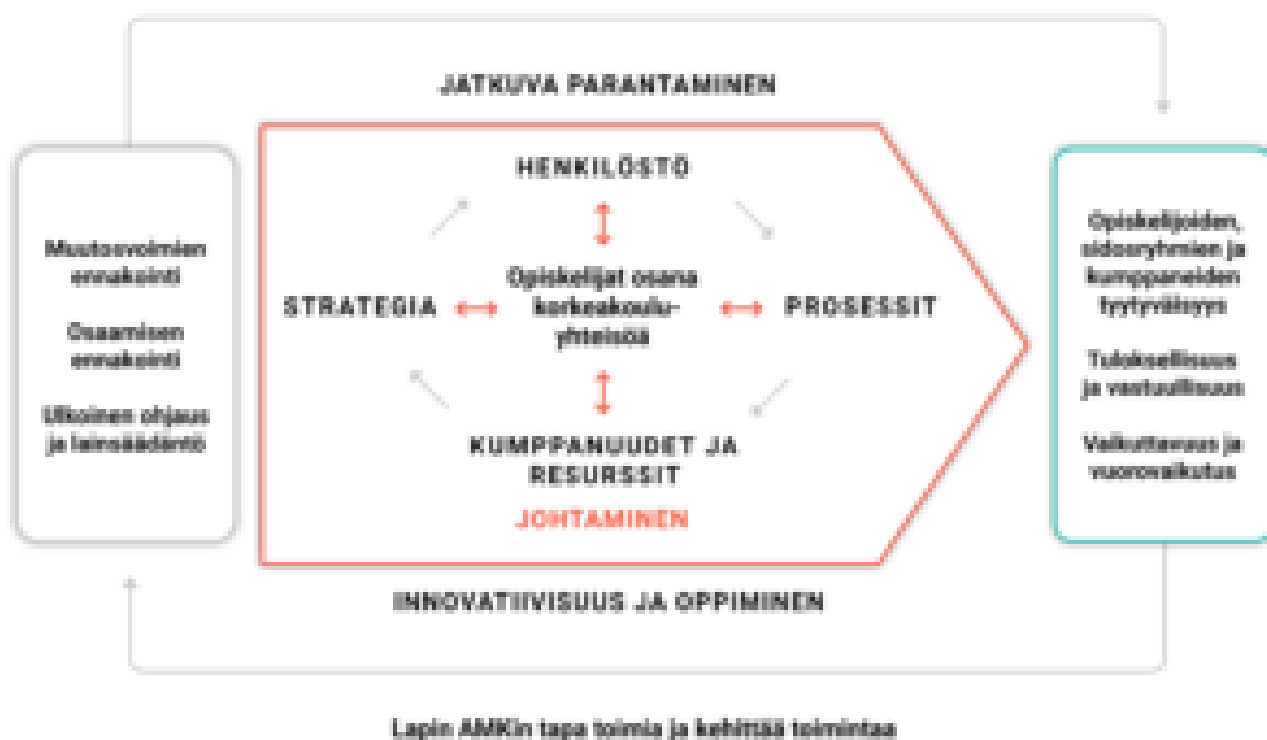 JATKUVA PARANTAMINEN
Muutosvoimien
ennakointi
Osaamisen
ennakointi
Ulkoinen ohjaus
ja lainsäädäntö
HENKILÖSTÖ
STRATEGIA
Opiskelijat osana
korkeakoulu-
yhteisöä
PROSESSIT
KUMPPANUUDET JA
RESURSSIT
JOHTAMINEN
Opiskelijoiden,
sidosryhmien ja
kumppaneiden
tyytyväisyys
Tuloksellisuus
ja vastuullisuus
Vaikuttavuus ja
vuorovaikutus
INNOVATIIVISUUS JA OPPIMINEN
Lapin AMKin tapa toimia ja kehittää toimintaa